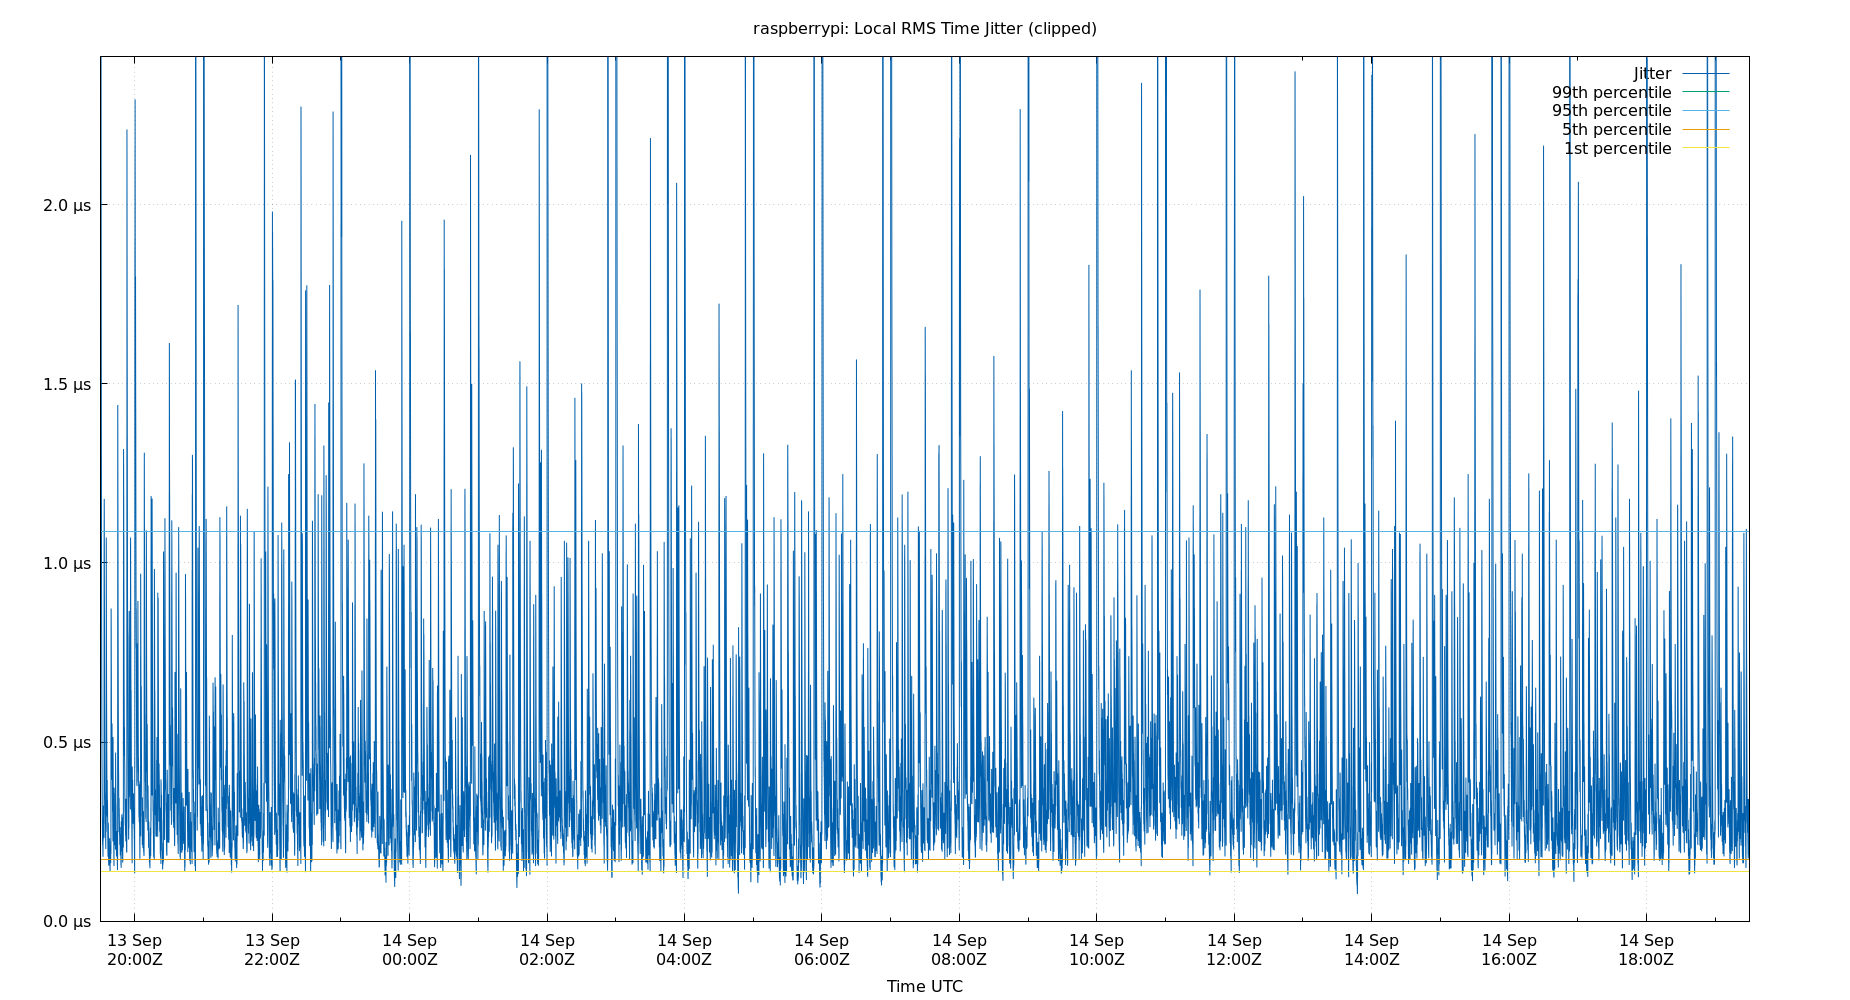 raspberrypi: Local RMS Time Jitter (clipped)
Jitter
99th percentile
95th percentile
5th percentile
1st percentile
2.0 µs
1.5 µs
1.0 µs
0.5 µs
0.0 µs
13 Sep 13 Sep 14 Sep 14 Sep 14 Sep 14 Sep 14 Sep 14 Sep 14 Sep 14 Sep 14 Sep 14 Sep
20:00Z 22:00Z 00:00Z 02:00Z 04:00Z 06:00Z 08:00Z 10:00Z 12:00Z 14:00Z 16:00Z 18:00Z
Time UTC